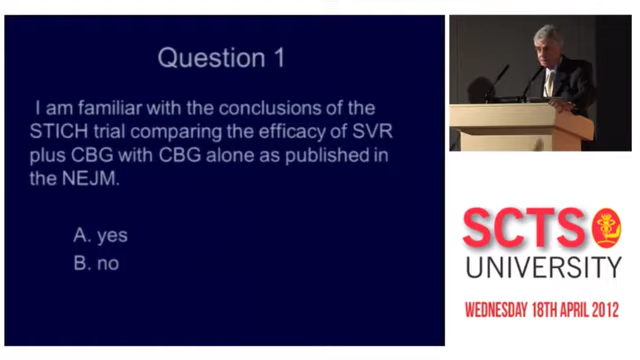 Question 1
I am familiar with the conclusions of the
STICH trial comparing the efficacy of SVR
plus CBG with CBG alone as published in
the NEJM.
A. yes
B. no
SCTS
UNIVERSITY
WEDNESDAY 18TH APRIL 2012